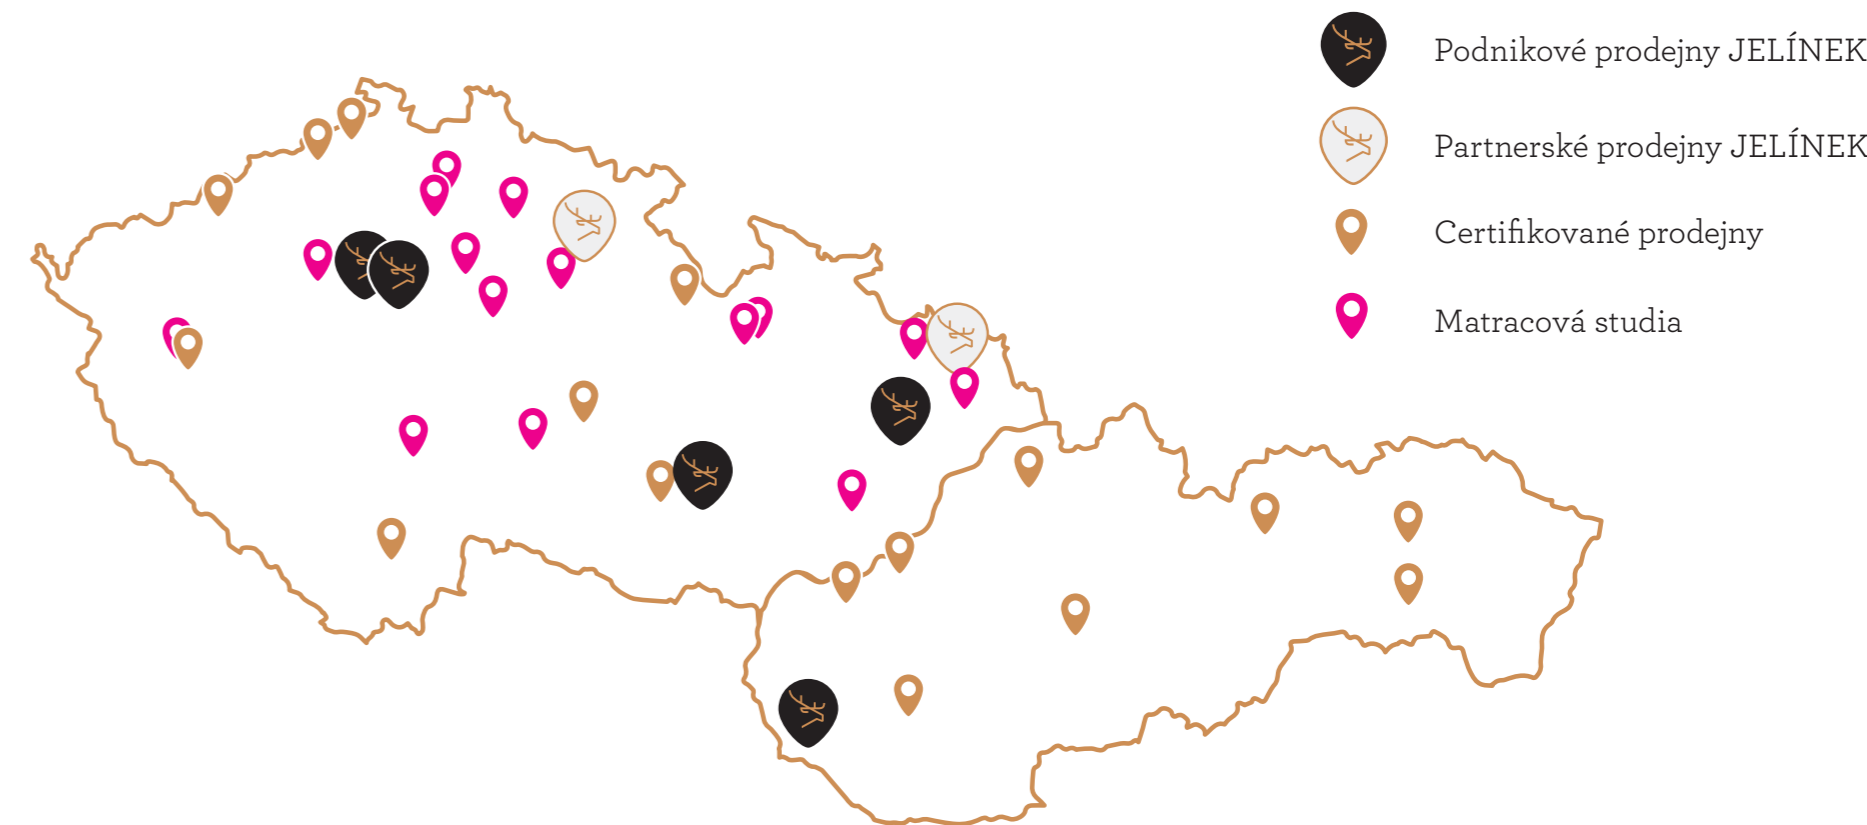 Podnikové prodejny JELÍNEK
Partnerské prodejny JELÍNEK
Certifikované prodejny
Matracová studia